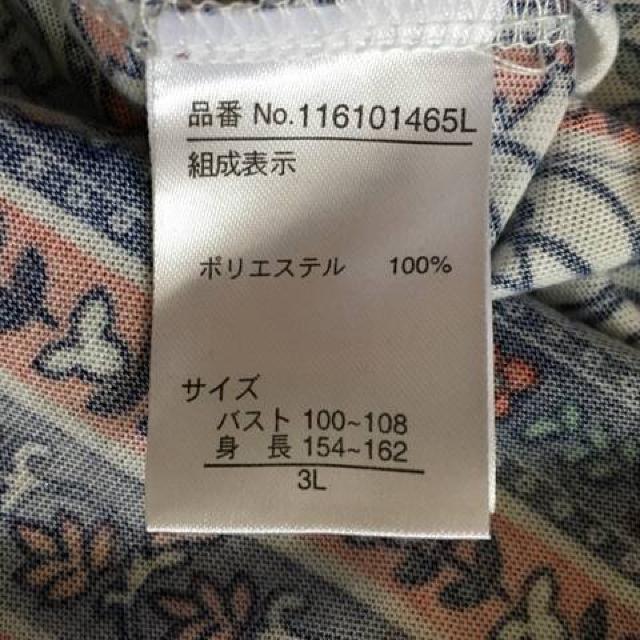 品番 No.116101465L
組成表示
ポリエステル 100%
サイズ
バスト 100~108
身 長 154~162
3L